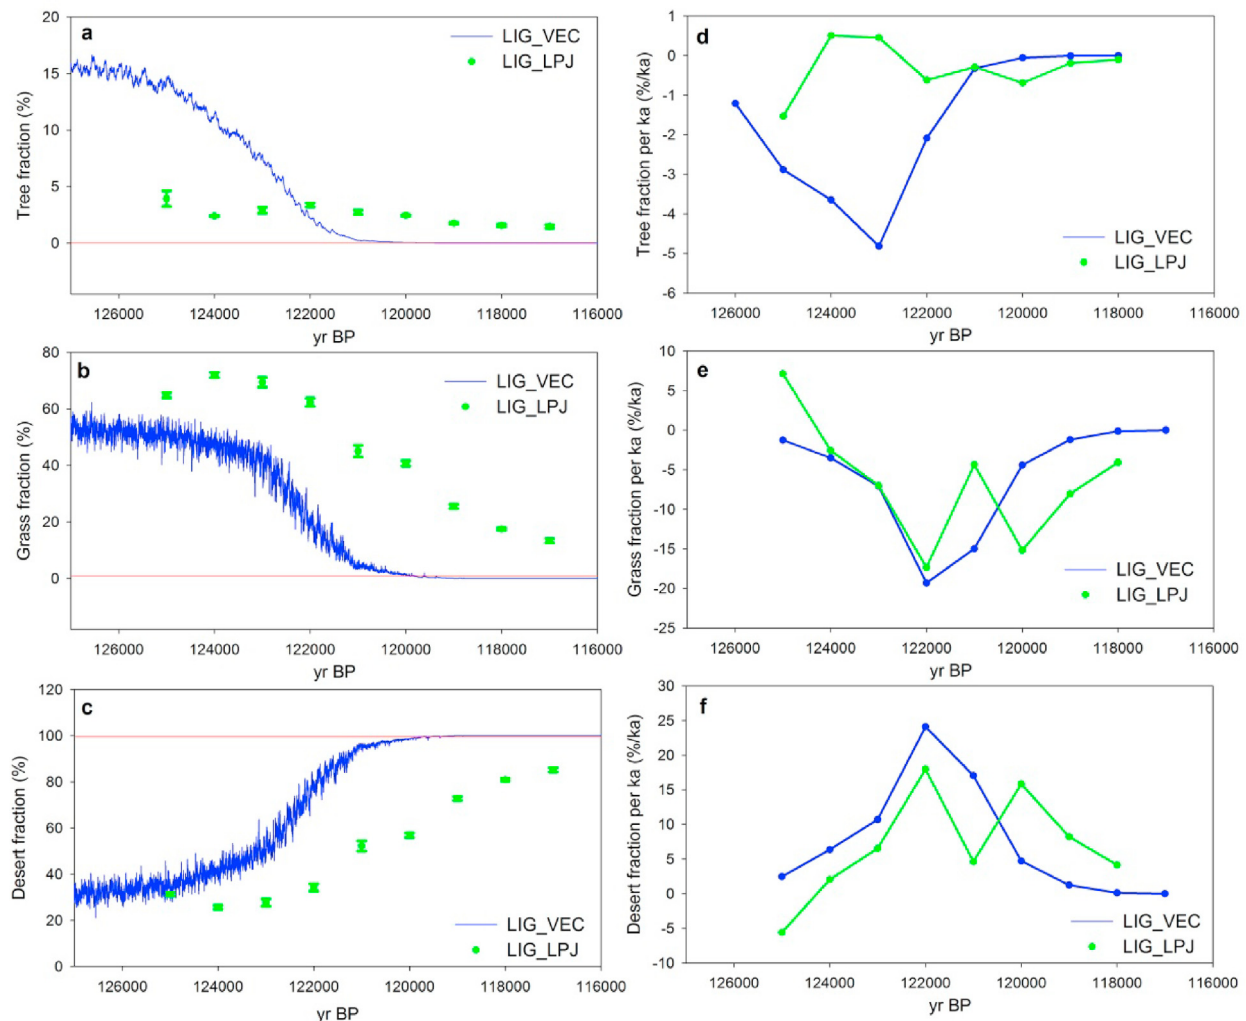 a
LIG_VEC
LIG_LPJ
Tree fraction (%)
20
15
10
5
0
126000 124000 122000 120000 118000 116000
yr BP
d
LIG_VEC
LIG_LPJ
Tree fraction per ka (%/ka)
1
0
-1
-2
-3
-4
-5
-6
126000 124000 122000 120000 118000 116000
yr BP
b
LIG_VEC
LIG_LPJ
Grass fraction (%)
80
60
40
20
0
126000 124000 122000 120000 118000 116000
yr BP
e
LIG_VEC
LIG_LPJ
Grass fraction per ka (%/ka)
10
5
0
-5
-10
-15
-20
-25
126000 124000 122000 120000 118000 116000
yr BP
c
LIG_VEC
LIG_LPJ
Desert fraction (%)
120
100
80
60
40
20
0
126000 124000 122000 120000 118000 116000
yr BP
f
LIG_VEC
LIG_LPJ
Desert fraction per ka (%/ka)
30
25
20
15
10
5
0
-5
-10
126000 124000 122000 120000 118000 116000
yr BP